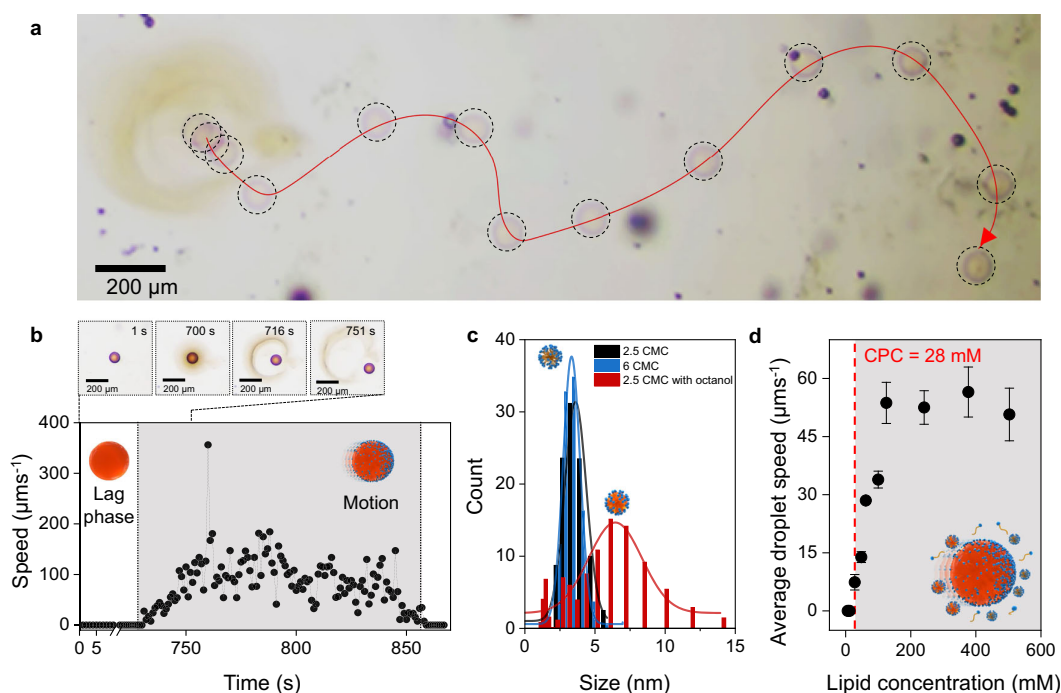 a
200 µm
b
1 s
700 s
716 s
751 s
200 µm
200 µm
200 µm
200 µm
400
300
200
100
0
Speed (µms⁻¹)
Lag
phase
Motion
0
5
750
800
850
Time (s)
c
40
30
20
10
0
Count
2.5 CMC
6 CMC
2.5 CMC with octanol
0
5
10
15
Size (nm)
d
CPC = 28 mM
60
45
30
15
0
Average droplet speed (µms⁻¹)
0
200
400
600
Lipid concentration (mM)